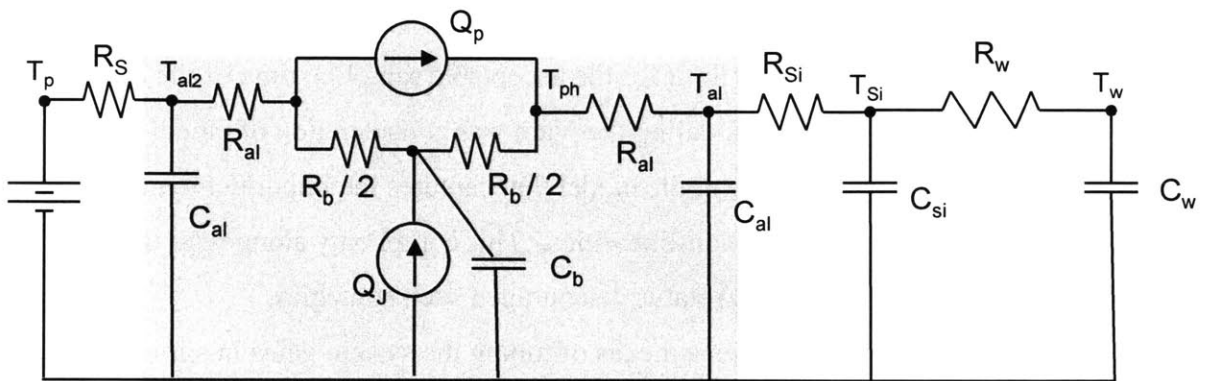 Q_p
T_p
R_S
T_al2
T_ph
T_al
R_Si
T_Si
R_w
T_w
R_al
R_al
R_b / 2
R_b / 2
C_al
C_al
C_si
C_w
Q_J
C_b